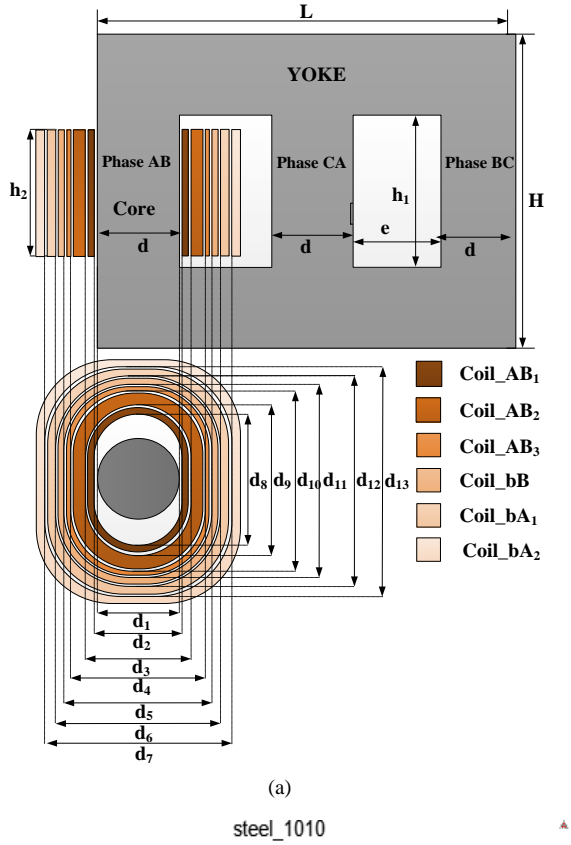 L
YOKE
Phase AB
Phase CA
Phase BC
h₂
h₁
H
Core
d
d
e
d
Coil_AB₁
Coil_AB₂
Coil_AB₃
Coil_bB
Coil_bA₁
Coil_bA₂
d₈ d₉ d₁₀ d₁₁ d₁₂ d₁₃
d₁
d₂
d₃
d₄
d₅
d₆
d₇
(a)
steel_1010